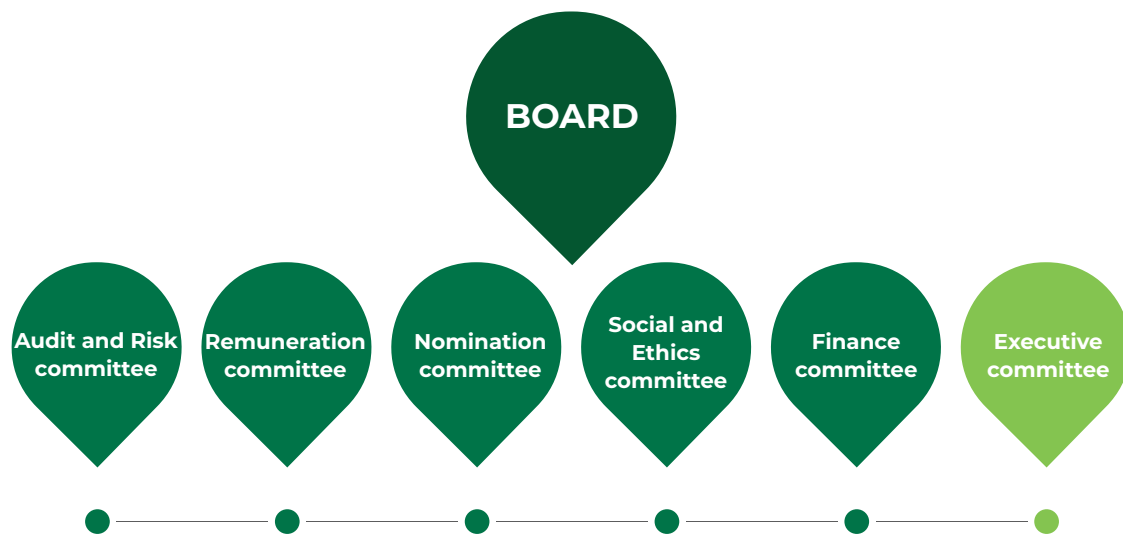 BOARD
Audit and Risk
committee
Remuneration
committee
Nomination
committee
Social and
Ethics
committee
Finance
committee
Executive
committee